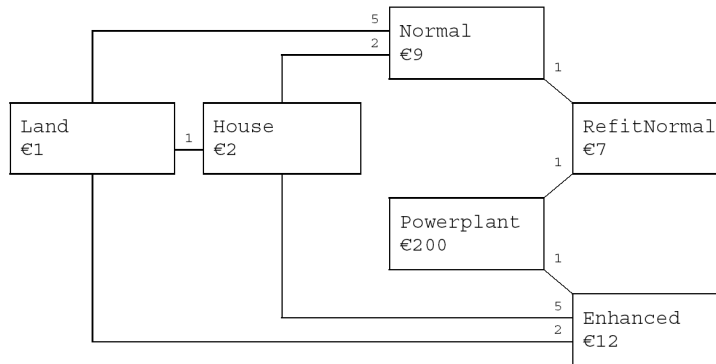 5
Normal
€9
2
1
Land
€1
1
House
€2
RefitNormal
€7
1
Powerplant
€200
1
5
Enhanced
€12
2